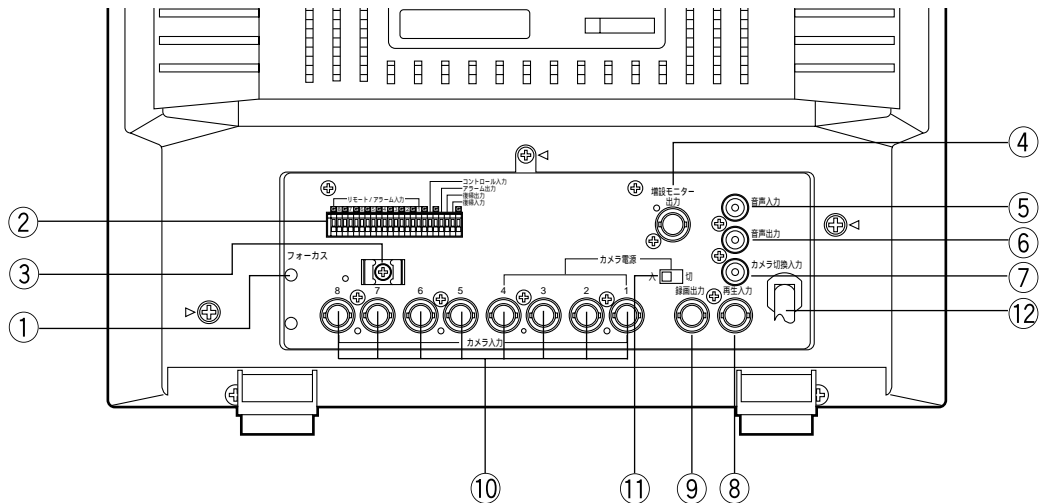 ④
コントロール入力
アラーム出力
復帰出力
復帰入力
リモート/アラーム入力
増設モニター
出力
音声入力
⑤
②
音声出力
⑥
フォーカス
カメラ電源
カメラ切換入力
⑦
③
入 切
録画出力 再生入力
8 7 6 5 4 3 2 1
⑫
①
カメラ入力
⑩ ⑪ ⑨ ⑧